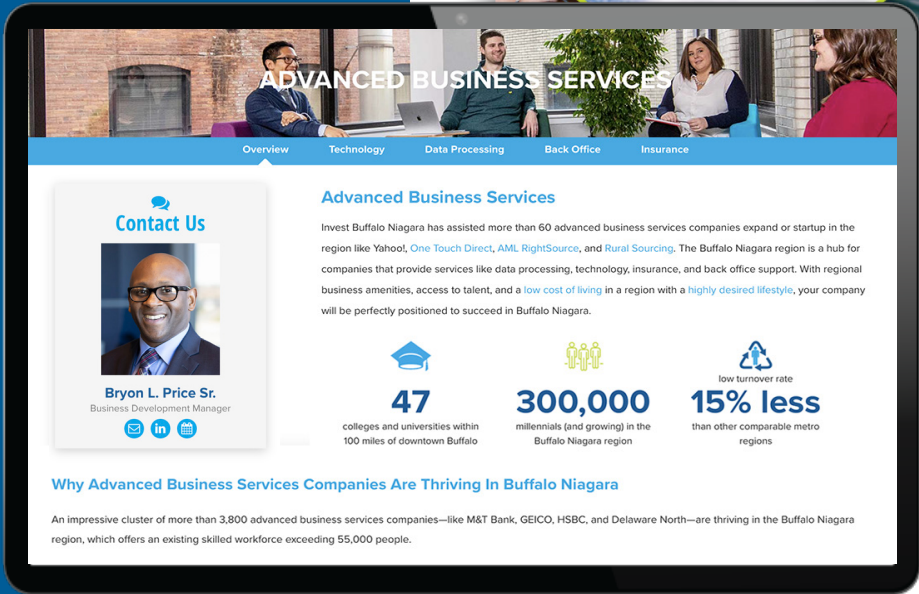 ADVANCED BUSINESS SERVICES
Overview Technology Data Processing Back Office Insurance
Contact Us
Bryon L. Price Sr.
Business Development Manager
in
Advanced Business Services
Invest Buffalo Niagara has assisted more than 60 advanced business services companies expand or startup in the
region like Yahoo!, One Touch Direct, AML RightSource, and Rural Sourcing. The Buffalo Niagara region is a hub for
companies that provide services like data processing, technology, insurance, and back office support. With regional
business amenities, access to talent, and a low cost of living in a region with a highly desired lifestyle, your company
will be perfectly positioned to succeed in Buffalo Niagara.
47
colleges and universities within
100 miles of downtown Buffalo
300,000
millennials (and growing) in the
Buffalo Niagara region
low turnover rate
15% less
than other comparable metro
regions
Why Advanced Business Services Companies Are Thriving In Buffalo Niagara
An impressive cluster of more than 3,800 advanced business services companies—like M&T Bank, GEICO, HSBC, and Delaware North—are thriving in the Buffalo Niagara
region, which offers an existing skilled workforce exceeding 55,000 people.